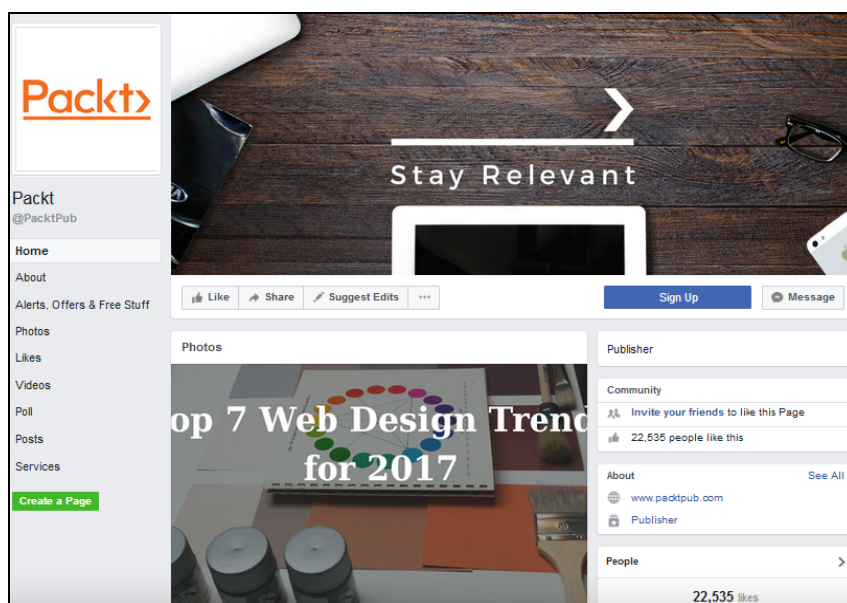 Packt
Packt
@PacktPub
Home
About
Alerts, Offers & Free Stuff
Photos
Likes
Videos
Poll
Posts
Services
Create a Page
Stay Relevant
Like
Share
Suggest Edits
...
Sign Up
Message
Photos
op 7 Web Design Trend
for 2017
Publisher
Community
Invite your friends to like this Page
22,535 people like this
About
See All
www.packtpub.com
Publisher
People
22,535 likes